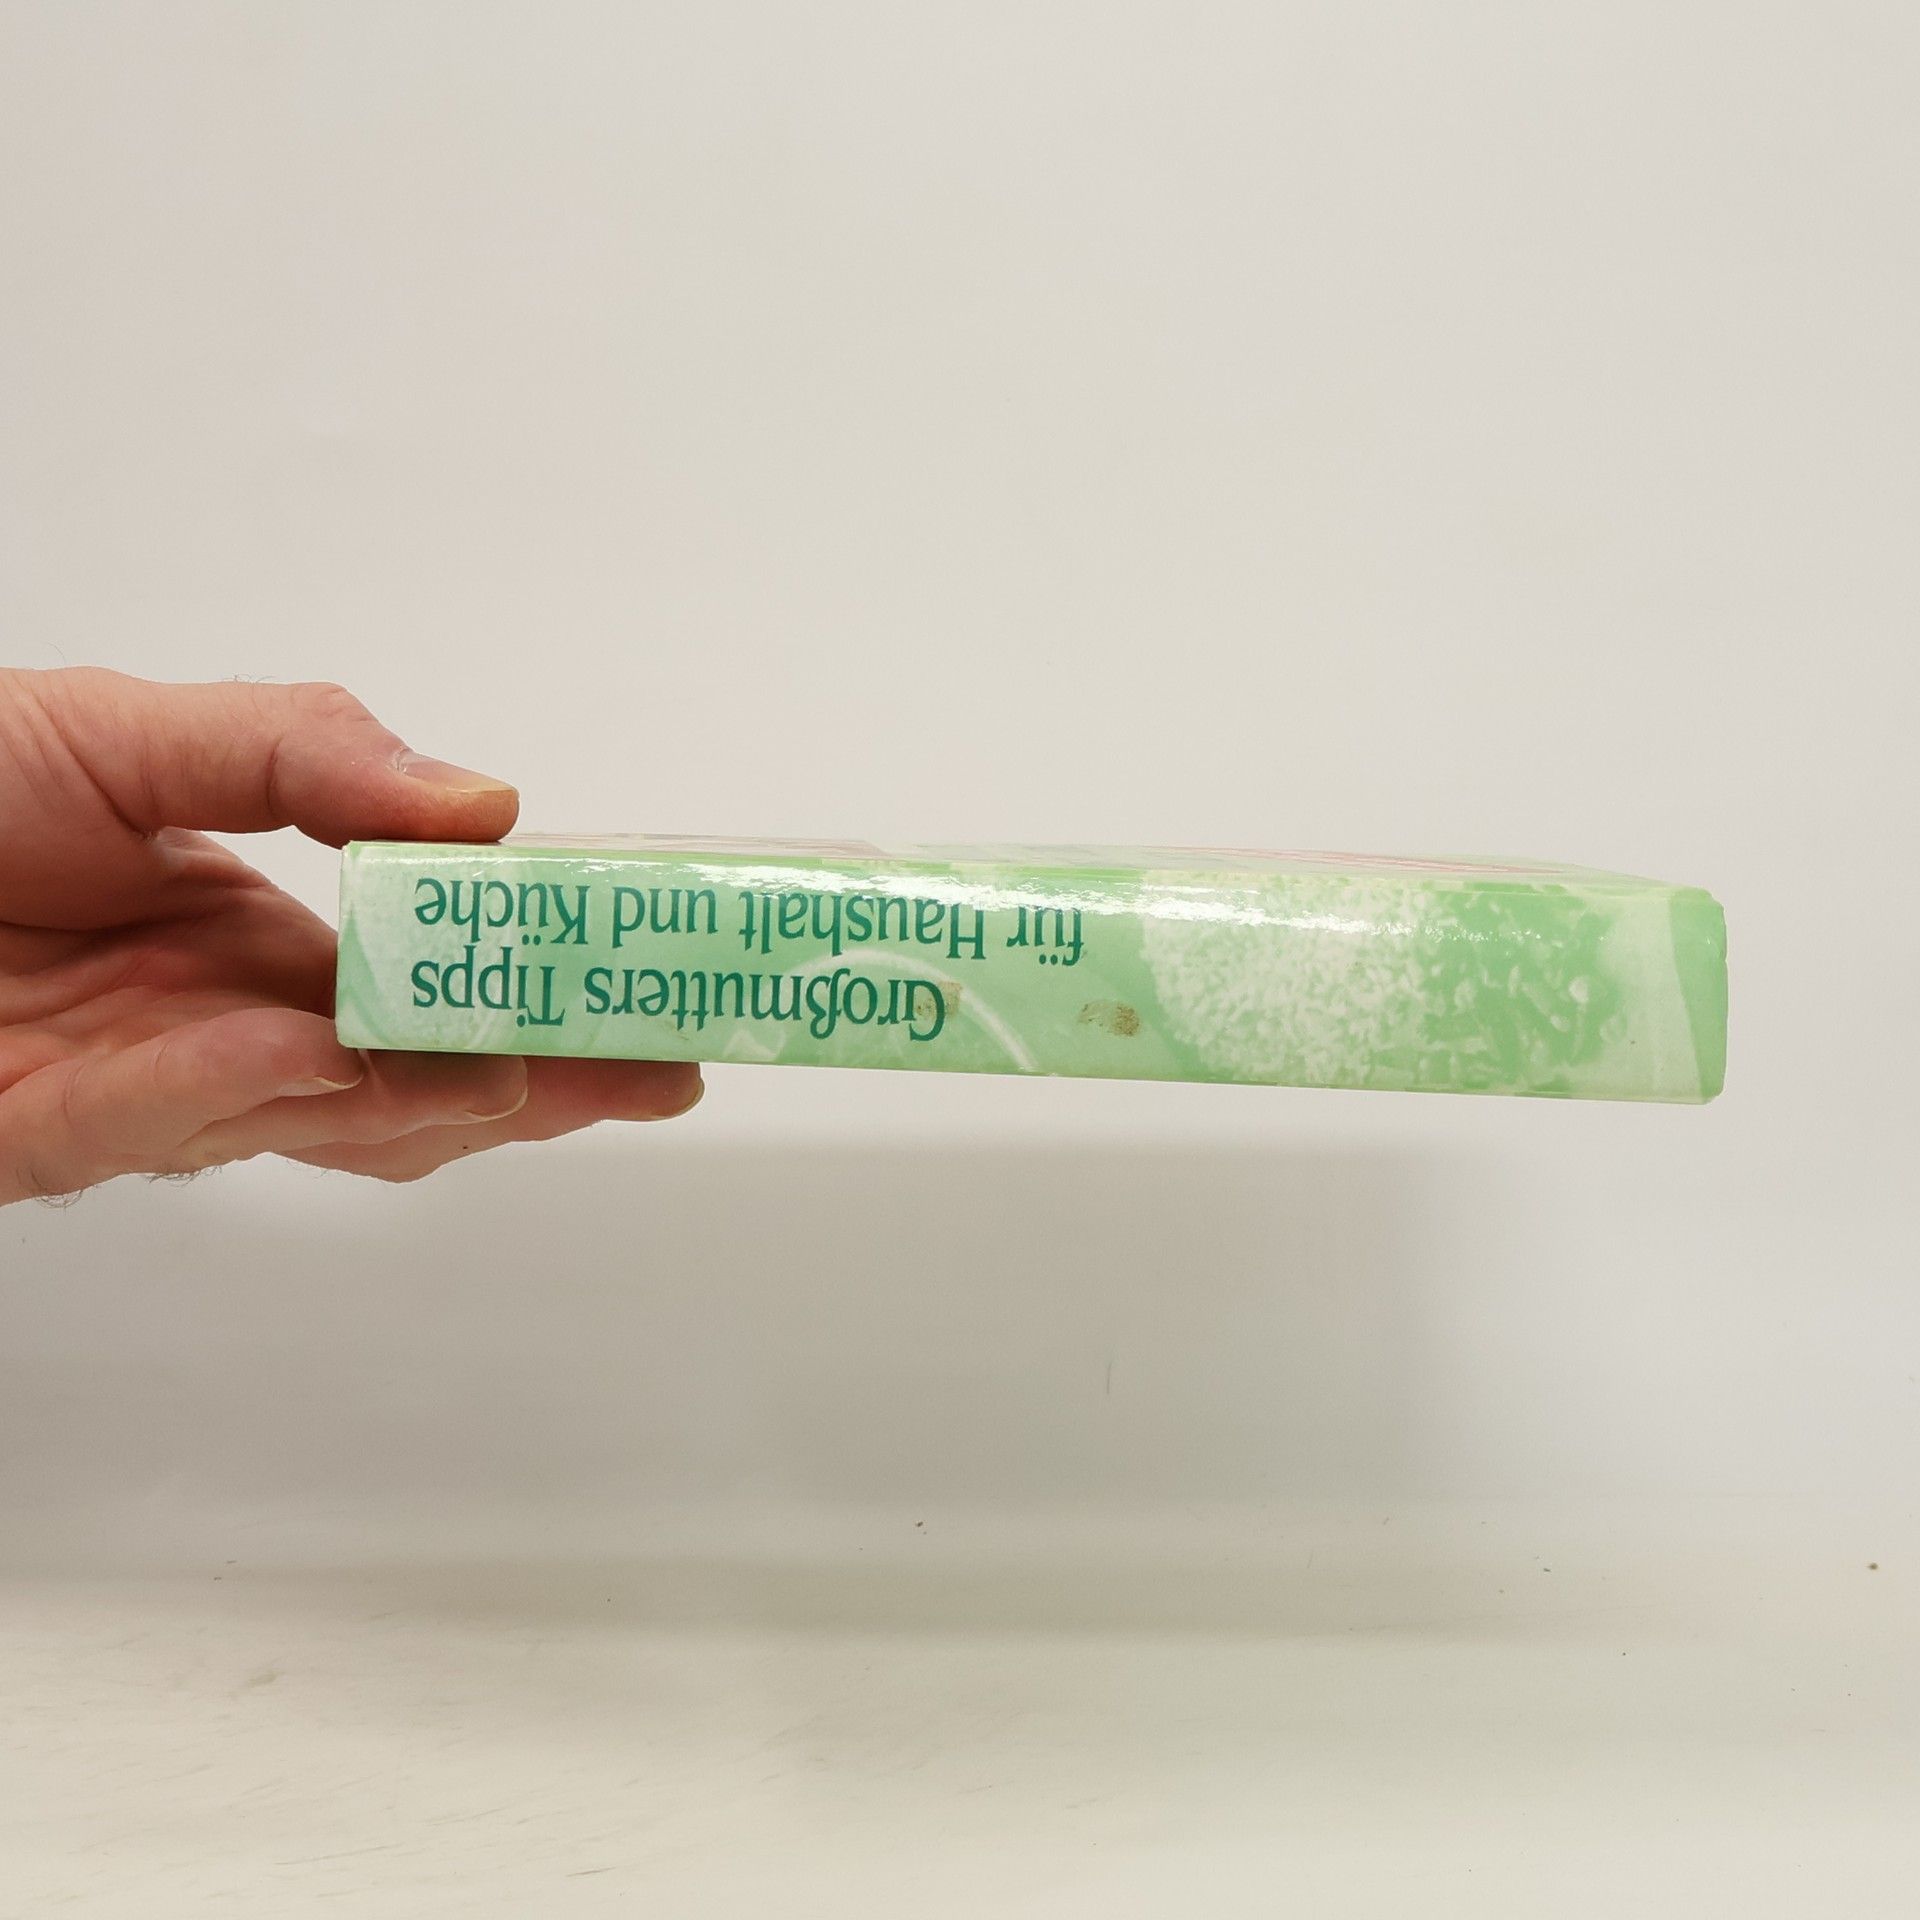 Großmutters Tipps
für Haushalt und Küche